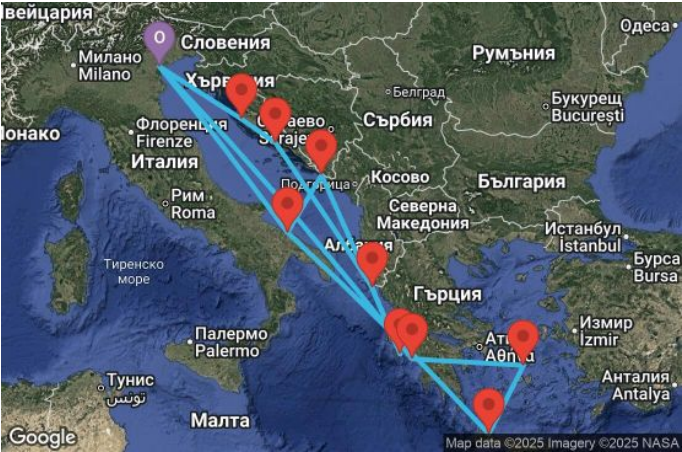 Швейцария
О
Словения
Милано
Milano
Хърватия
Монако
Флоренция
Firenze
Италия
Рим
Roma
Тиренско
море
Палермо
Palermo
Тунис
تونس
Малта
Сараево
Sarajevo
Белград
Сърбия
Подгорица
Косово
Северна
Македония
Албания
Гърция
Румъния
Букурещ
București
България
Одеса
Истанбул
İstanbul
Бурса
Bursa
Измир
İzmir
Анталия
Antalya
Google
Map data ©2025 Imagery ©2025 NASA